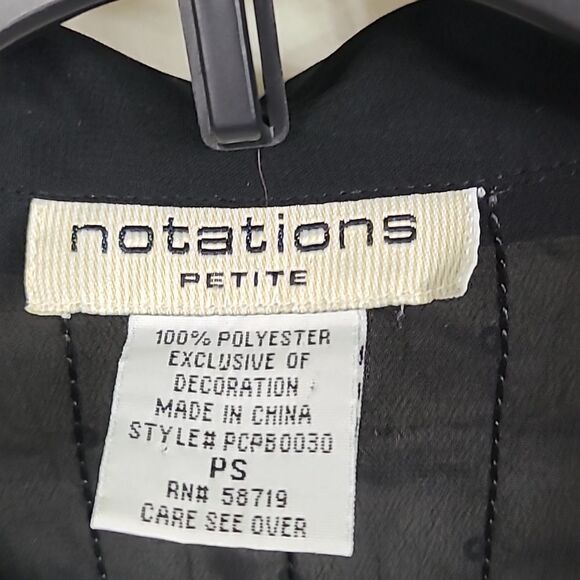 notations
PETITE
100% POLYESTER
EXCLUSIVE OF
DECORATION
MADE IN CHINA
STYLE# PCPB0030
PS
RN# 58719
CARE SEE OVER